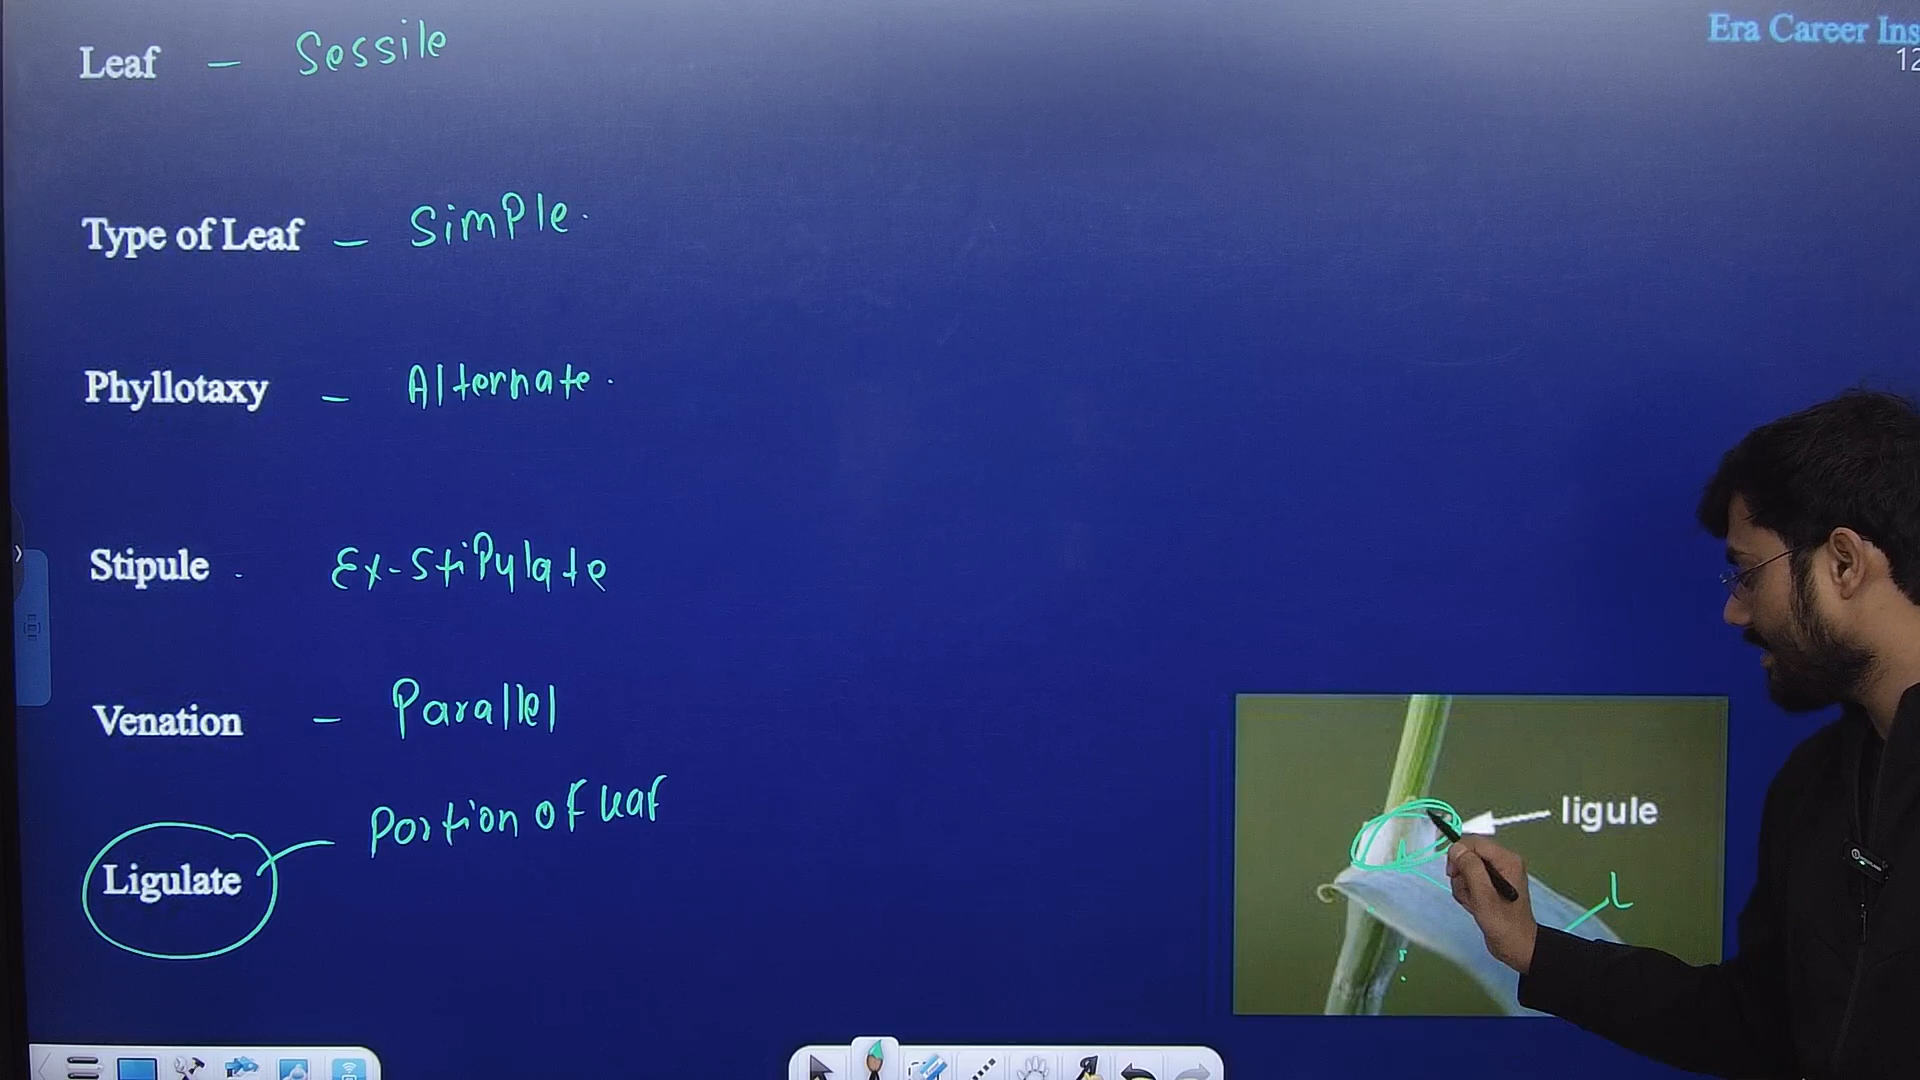 Era Career Ins
12
Leaf – Sessile
Type of Leaf – Simple.
Phyllotaxy – Alternate.
Stipule - Ex-Stipulate
Venation – Parallel
Ligulate – Portion of leaf
ligule
L